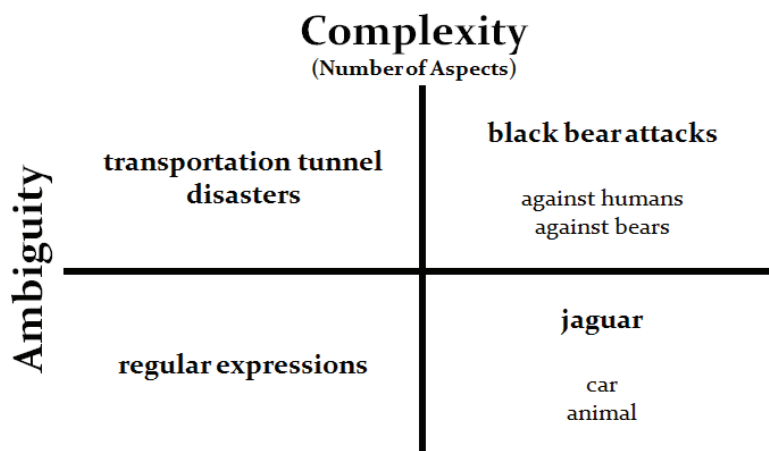 Complexity
(Number of Aspects)
Ambiguity
transportation tunnel
disasters
black bear attacks
against humans
against bears
regular expressions
jaguar
car
animal